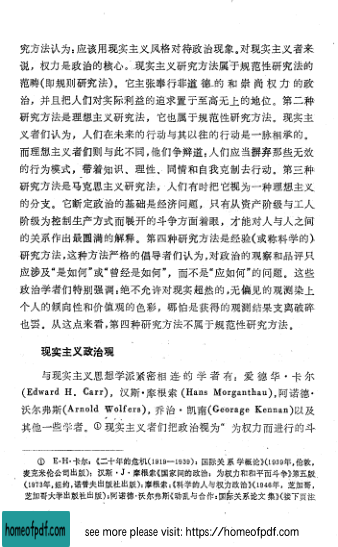 究方法认为:应该用现实主义风格对待政治现象。对现实主义者来
说，权力是政治的核心。现实主义研究方法属于规范性研究法的
范畴(即规则研究法)。它主张奉行非道德的和崇尚权力的政
治，并且把人们对实际利益的追求置于至高无上的地位。第二种
研究方法是理想主义研究法，它也属于规范性研究方法。现实主
义者们认为，人们在未来的行动与其以往的行动是一脉相承的。
而理想主义者们则与此不同，他们争辩道:人们应当摒弃那些无效
的行为模式，带着知识、理性、同情和自我克制去行动。第三种
研究方法是马克思主义研究法，人们有时把它视为一种理想主义
的分支。它断定政治的基础是经济问题，只有从资产阶级与工人
阶级为控制生产方式而展开的斗争方面着眼，才能对人与人之间
的关系作出最圆满的解释。第四种研究方法是经验(或称科学的)
研究方法，这种方法严格的倡导者们认为，对政治的观察和品评只
应涉及“是如何”或“曾经是如何”，而不是“应如何”的问题。这些
政治学者们特别强调:绝不允许对现实超然的，无偏见的观测染上
个人的倾向性和价值观的色彩，哪怕是获得的观测结果支离破碎
也罢。从这点来看，第四种研究方法不属于规范性研究方法。
现实主义政治观
与现实主义思想学派紧密相连的学者有：爱德华·卡尔
(Edward H. Carr)，汉斯·摩根索 (Hans Morganthau)，阿诺德·
沃尔弗斯(Arnold Wolfers)，乔治·凯南(Georage Kennan)以及
其他一些学者。①现实主义者们把政治视为“为权力而进行的斗
① E·H·卡尔:《二十年的危机(1919—1939)：国际关系学概论》(1939年，伦敦，
麦克米伦公司出版)；汉斯·J·摩根索《国家间的政治：为权力和和平而斗争》第五版
(1973年，纽约，诺普夫出版社出版)；摩根索，《科学的人与权力政治》(1946年，芝加哥，
芝加哥大学出版社出版)；阿诺德·沃尔弗斯《动乱与合作：国际关系论文集》(接下页注
homeofpdf.com
see more please visit: https://homeofpdf.com